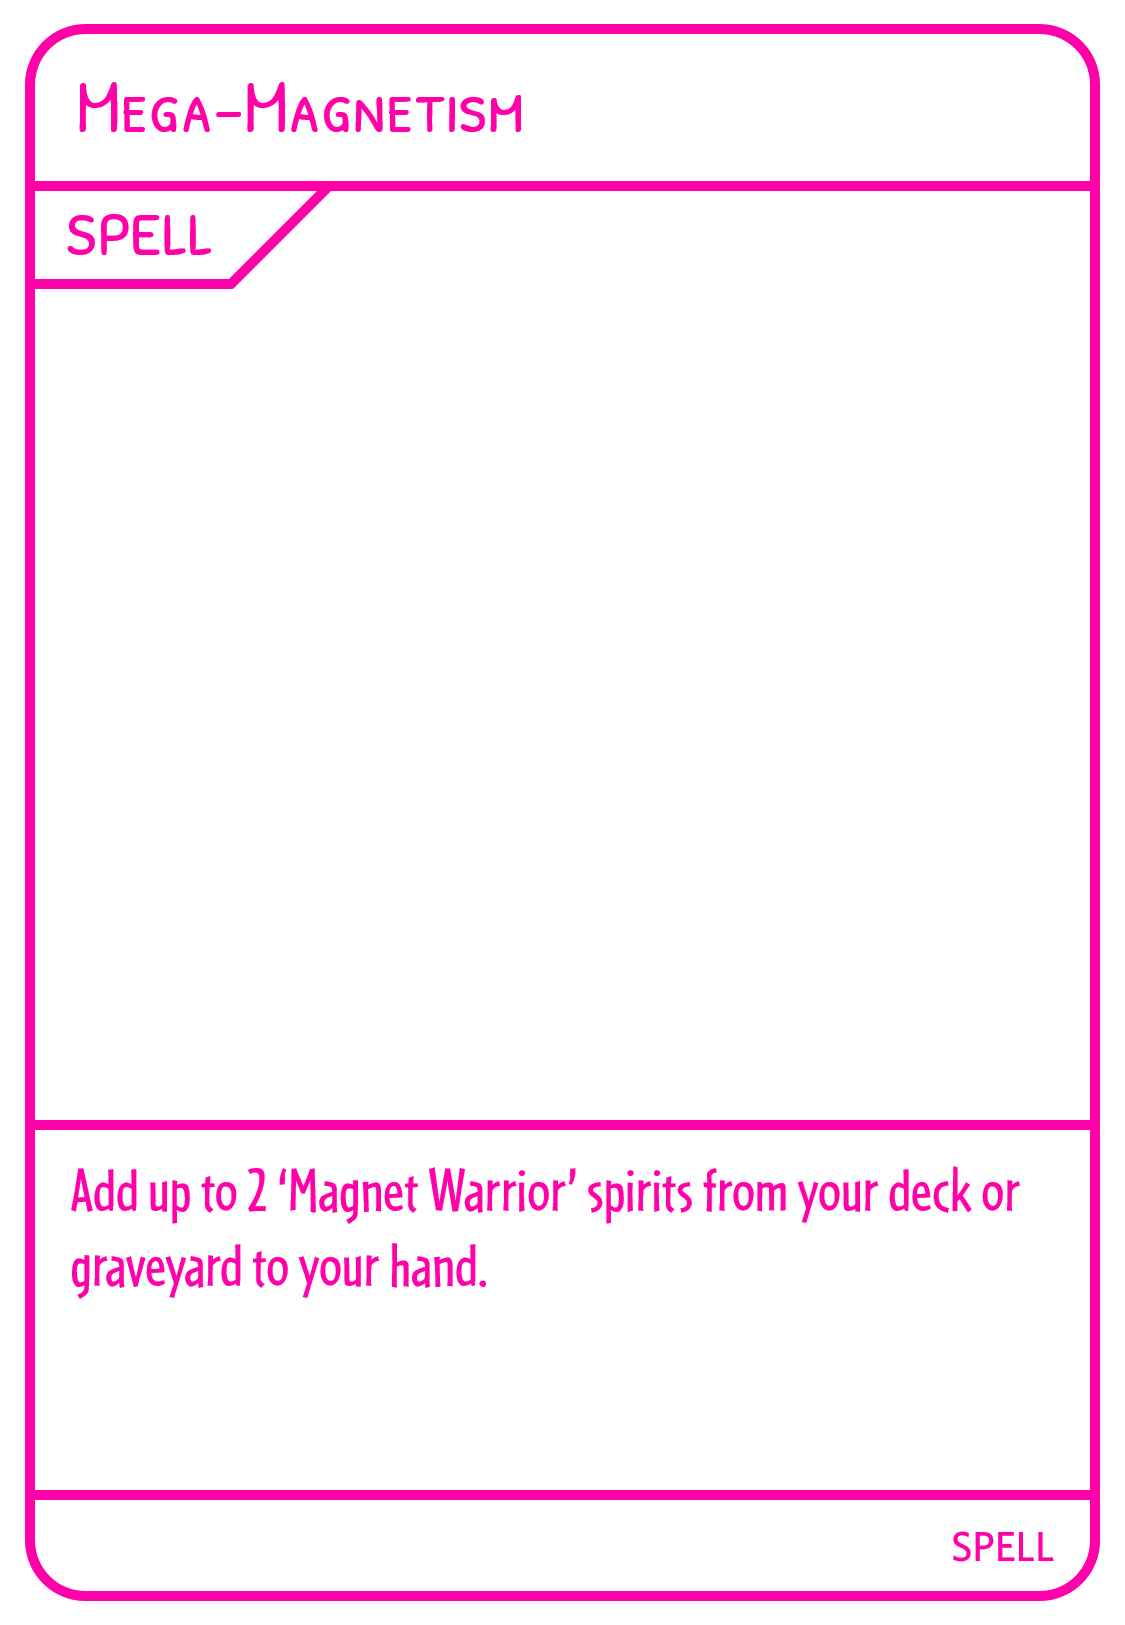 Mega-Magnetism
SPELL
Add up to 2 ‘Magnet Warrior’ spirits from your deck or
graveyard to your hand.
SPELL